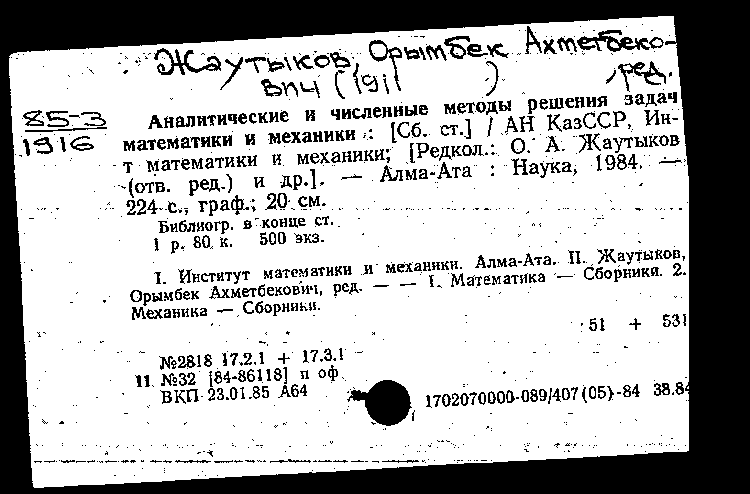 Жаутыков, Орымбек Ахметбеко-
вич (1911 ) , ред.
85-3
1916
Аналитические и численные методы решения задач
математики и механики : [Сб. ст.] / АН КазССР, Ин-
т математики и механики; [Редкол.: О. А. Жаутыков
(отв. ред.) и др.]. — Алма-Ата : Наука, 1984. —
224 с., граф.; 20 см.
Библиогр. в конце ст.
1 р. 80 к. 500 экз.
I. Институт математики и механики. Алма-Ата. II. Жаутыков,
Орымбек Ахметбекович, ред. — — 1. Математика — Сборники. 2.
Механика — Сборники.
51 + 531
№2818 17.2.1 + 17.3.1
11 №32 [84-86118] п оф
ВКП 23.01.85 А64
1702070000-089/407(05)-84 38.84